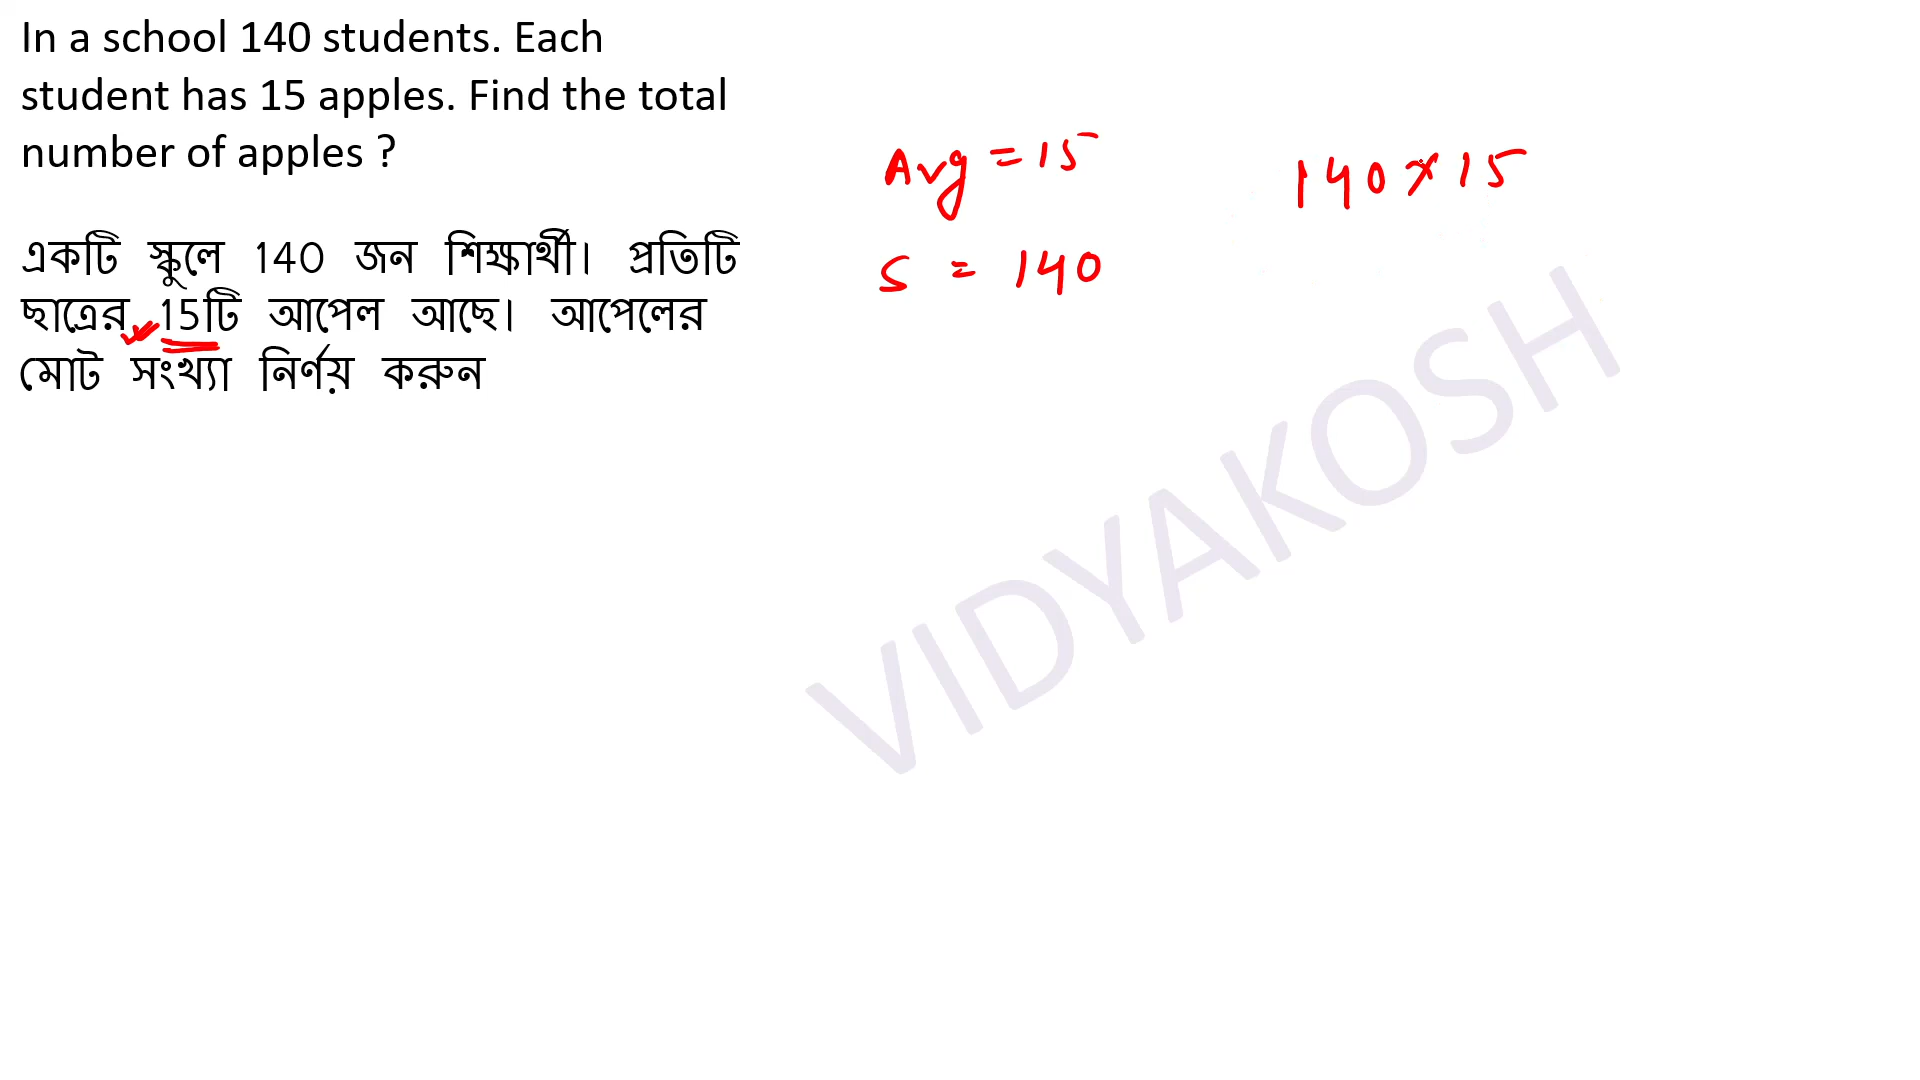 In a school 140 students. Each
student has 15 apples. Find the total
number of apples ?
একটি স্কুলে 140 জন শিক্ষার্থী। প্রতিটি
ছাত্রের 15টি আপেল আছে। আপেলের
মোট সংখ্যা নির্ণয় করুন
Avg = 15
S = 140
140 × 15
VIDYAKOSH